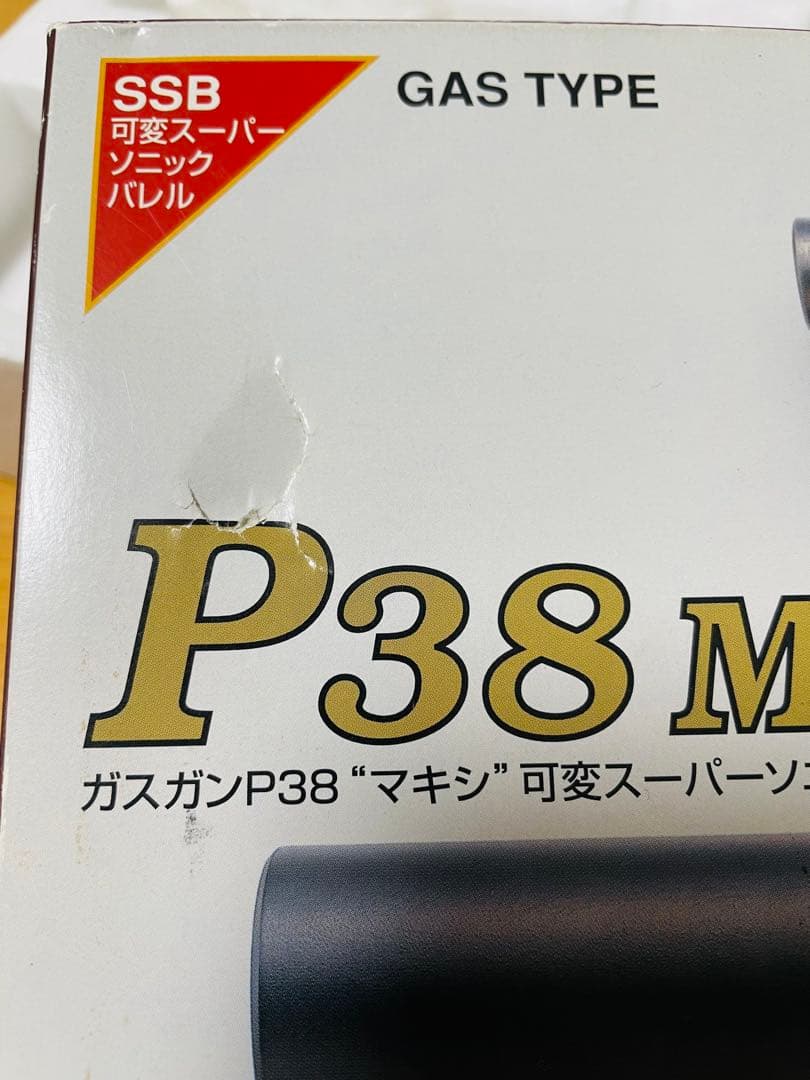 SSB
可変スーパー
ソニック
バレル
GAS TYPE
P38 M
ガスガンP38 “マキシ” 可変スーパーソ